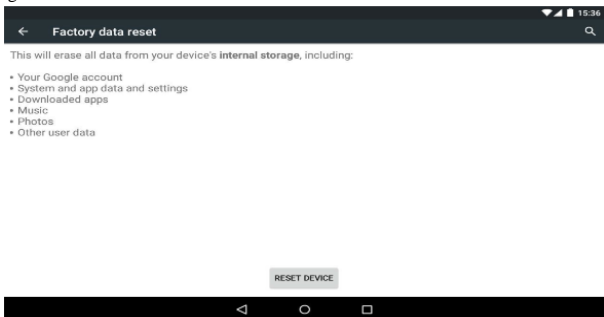 15:36
Factory data reset
This will erase all data from your device's internal storage, including:
• Your Google account
• System and app data and settings
• Downloaded apps
• Music
• Photos
• Other user data
RESET DEVICE